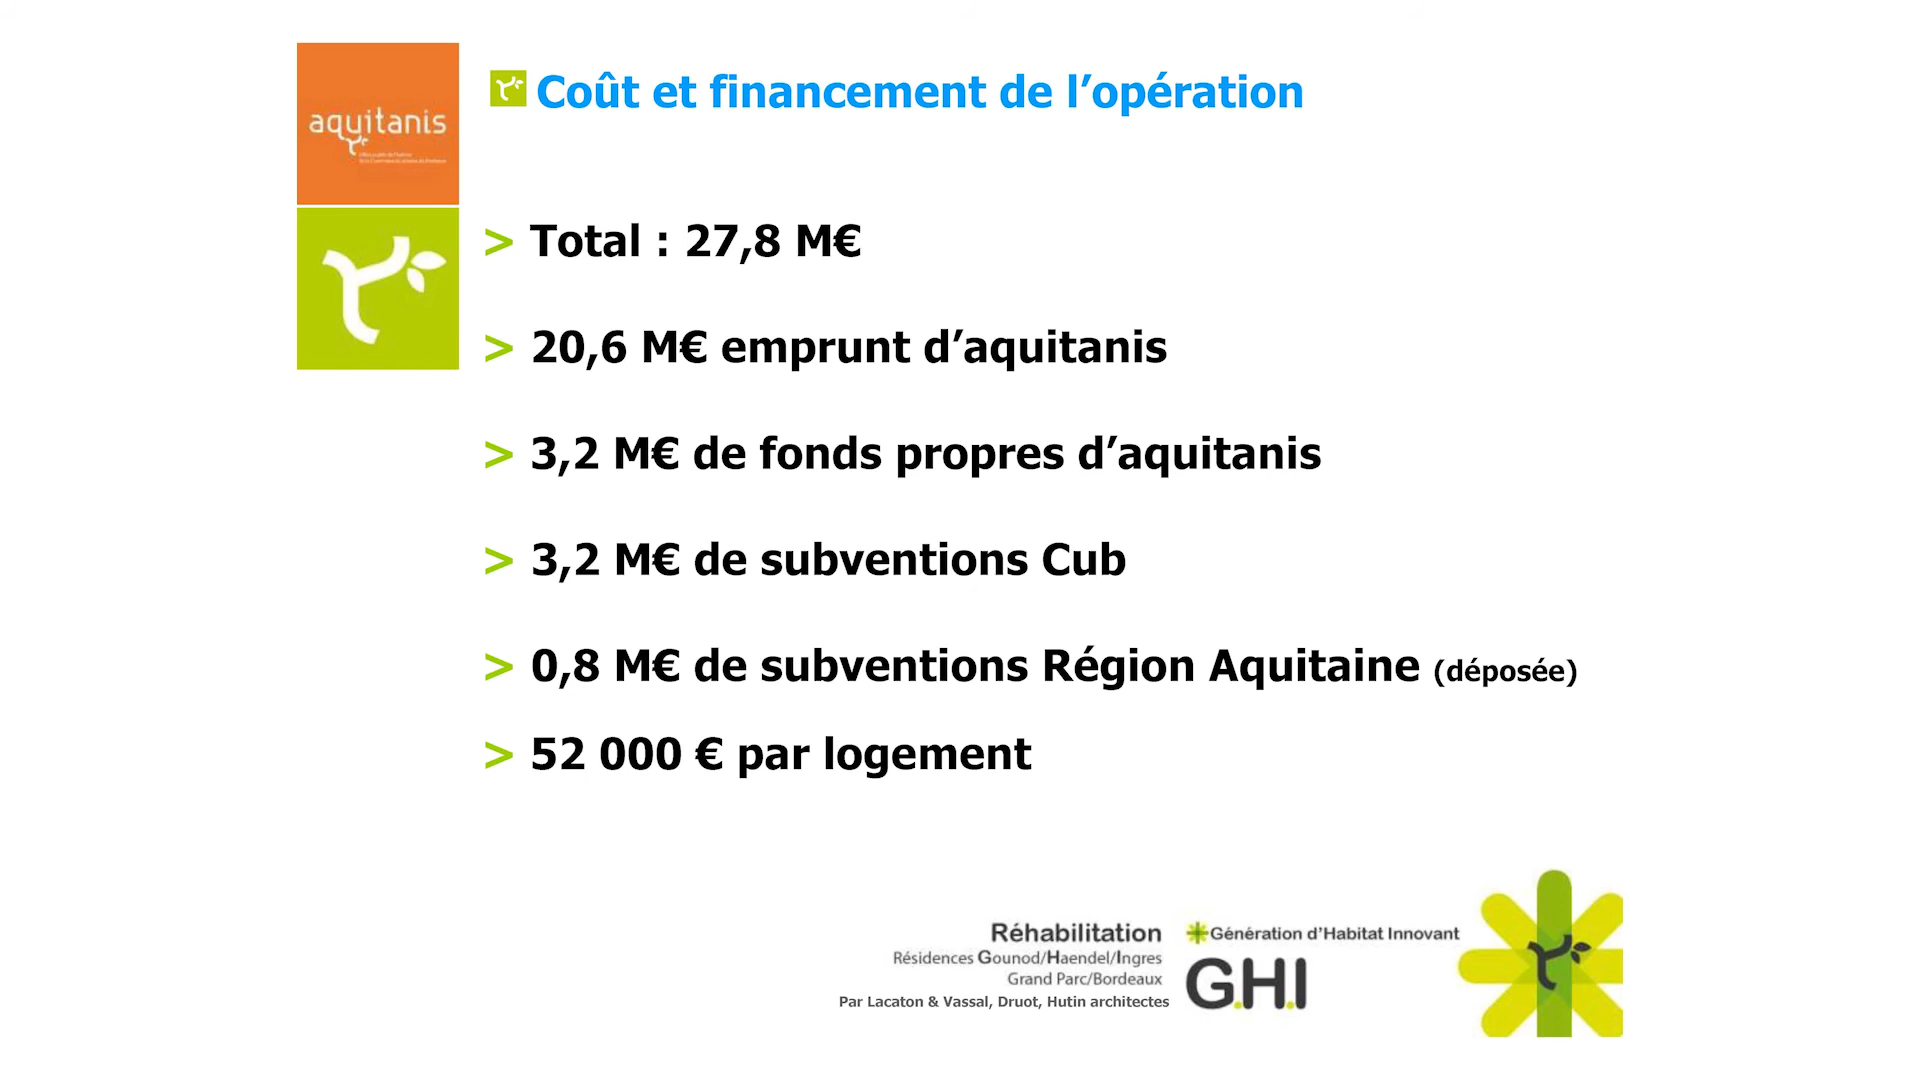 aquitanis
Coût et financement de l’opération
> Total : 27,8 M€
> 20,6 M€ emprunt d’aquitanis
> 3,2 M€ de fonds propres d’aquitanis
> 3,2 M€ de subventions Cub
> 0,8 M€ de subventions Région Aquitaine (déposée)
> 52 000 € par logement
Réhabilitation
Résidences Gounod/Haendel/Ingres
Grand Parc/Bordeaux
Par Lacaton & Vassal, Druot, Hutin architectes
Génération d’Habitat Innovant
G.H.I